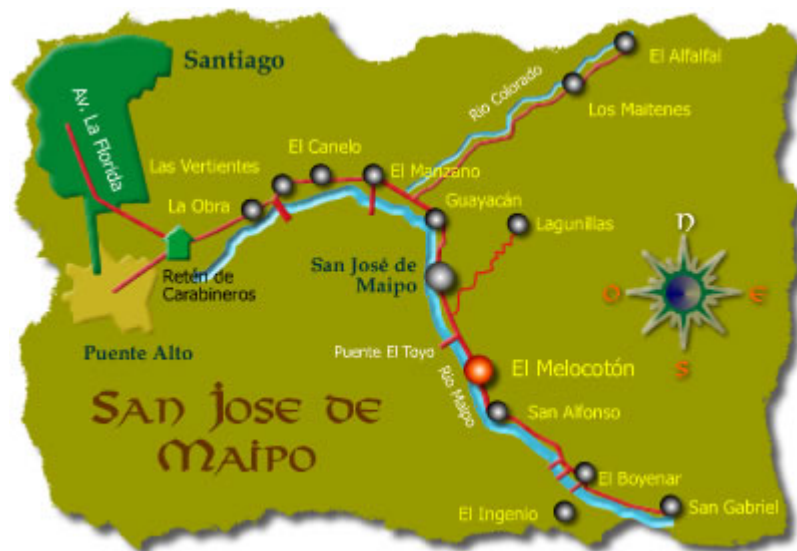 Santiago
Av. La Florida
El Alfalfal
Río Colorado
Los Maitenes
El Canelo
Las Vertientes
El Manzano
La Obra
Guayacán
Lagunillas
Retén de
Carabineros
San José de
Maipo
N
O
E
S
Puente Alto
Puente El Toyo
El Melocotón
Río Maipo
San Jose de
Maipo
San Alfonso
El Boyenar
El Ingenio
San Gabriel